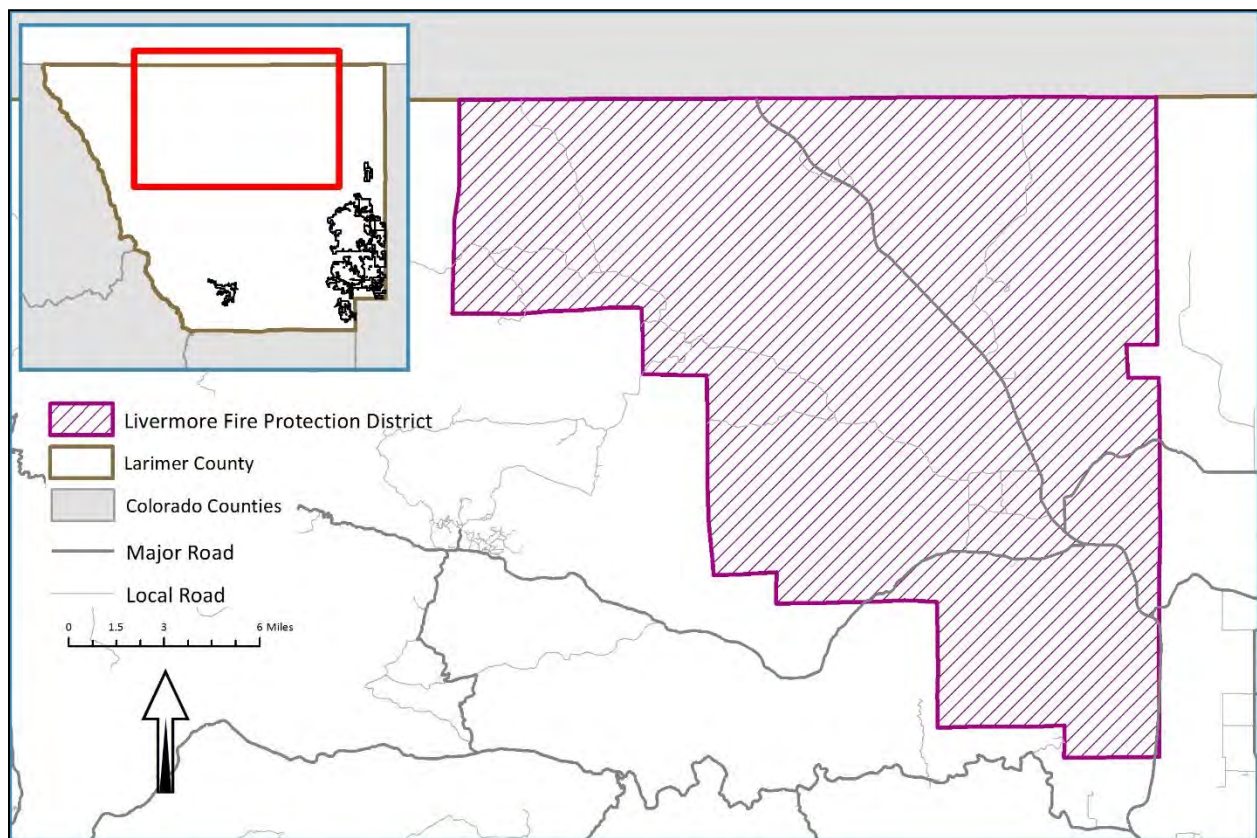 Livermore Fire Protection District
Larimer County
Colorado Counties
Major Road
Local Road
0 1.5 3 6 Miles